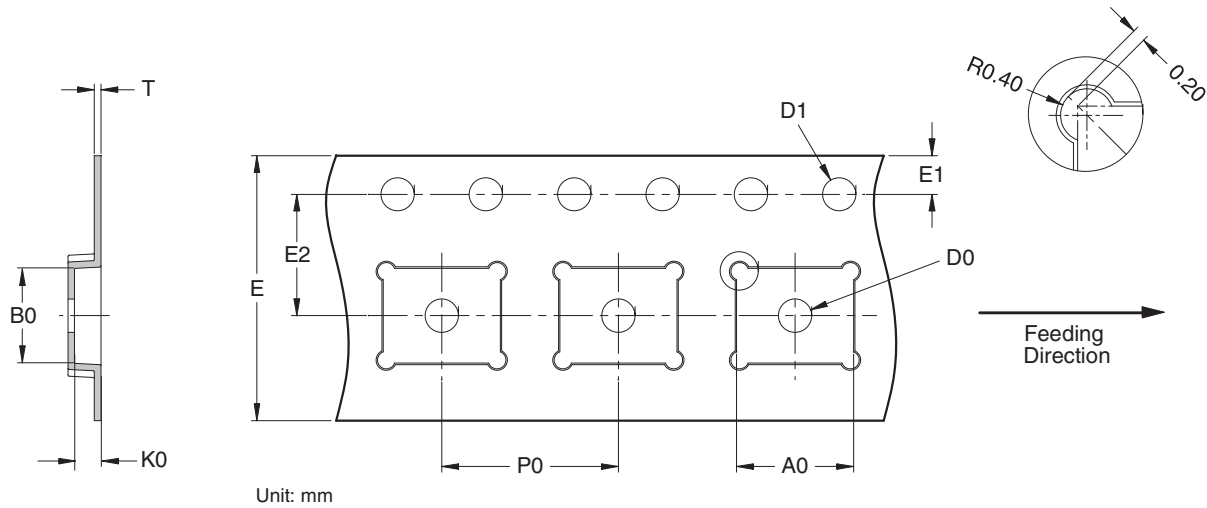 T
R0.40
0.20
D1
E1
E2
E
D0
B0
Feeding
Direction
K0
P0
A0
Unit: mm